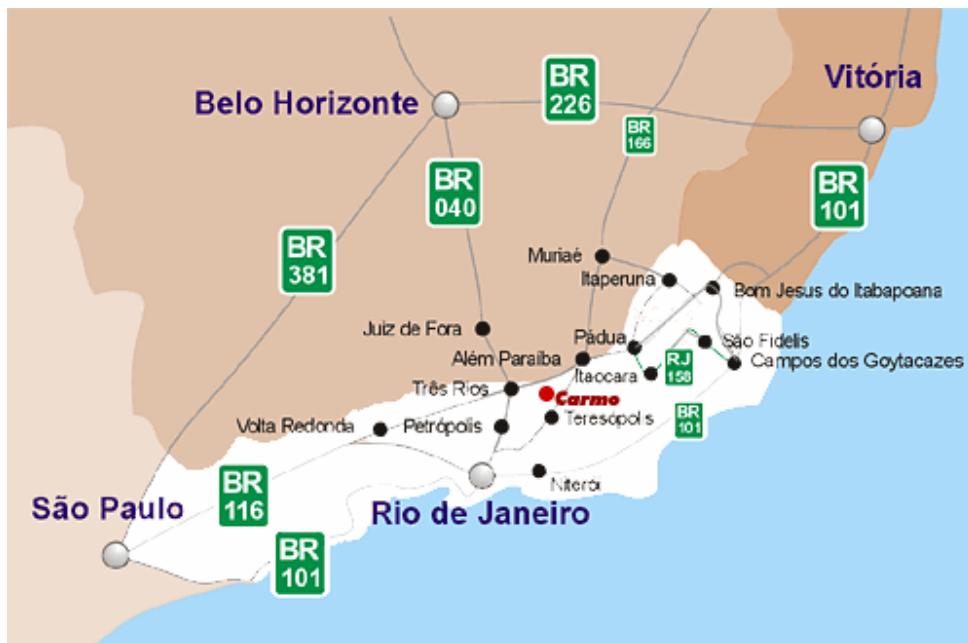 Vitória
BR
226
Belo Horizonte
BR
166
BR
040
BR
101
BR
381
Muriaé
Itaperuna
Bom Jesus do Itabapoana
Juiz de Fora
Pádua
São Fidelis
Além Paraíba
RJ
158
Campos dos Goytacazes
Itaocara
Três Rios
Carmo
Volta Redonda
Petrópolis
Teresópolis
BR
101
BR
116
Niterói
São Paulo
Rio de Janeiro
BR
101